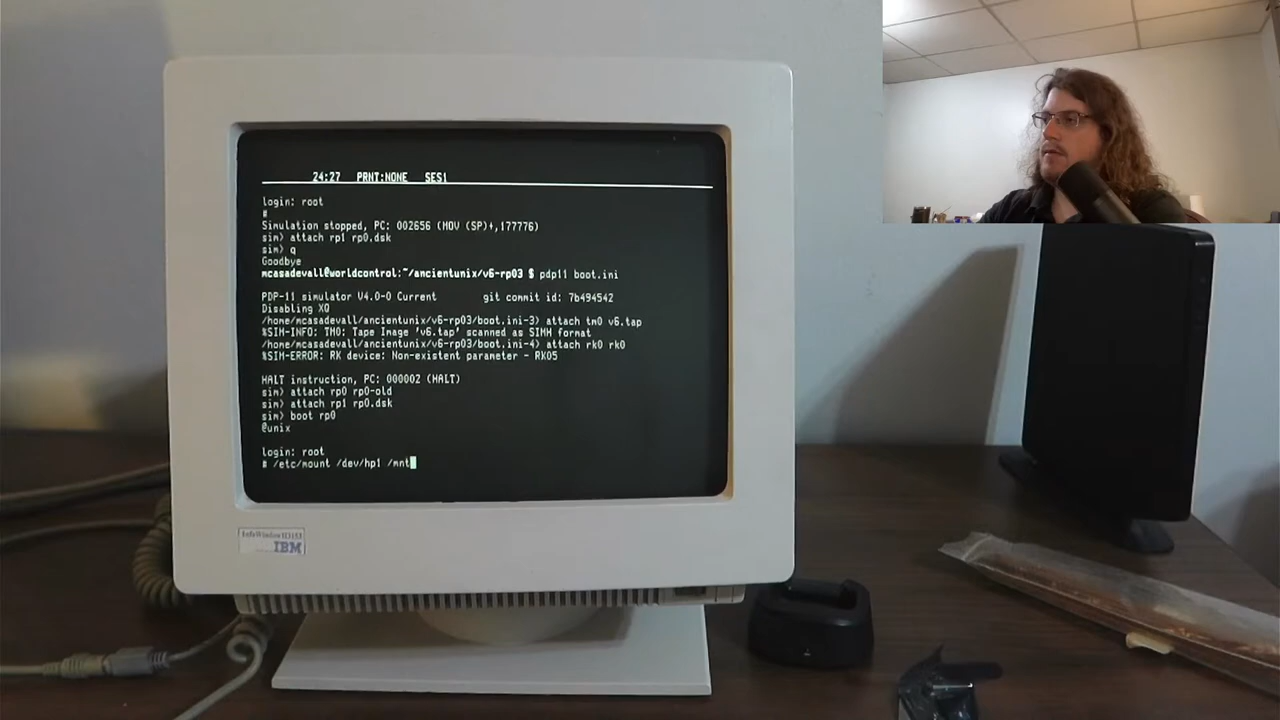 24:27 PRNT:NONE SES1
login: root
#
Simulation stopped, PC: 002656 (MOV (SP)+,177776)
sim> attach rp1 rp0.dsk
sim> q
Goodbye
mcasadevall@worldcontrol:~/ancientunix/v6-rp03 $ pdp11 boot.ini
PDP-11 simulator V4.0-0 Current git commit id: 7b494542
Disabling XQ
/home/mcasadevall/ancientunix/v6-rp03/boot.ini-3> attach tm0 v6.tap
%SIM-INFO: TM0: Tape Image 'v6.tap' scanned as SIMH format
/home/mcasadevall/ancientunix/v6-rp03/boot.ini-4> attach rk0 rk0
%SIM-ERROR: RK device: Non-existent parameter - RK05
HALT instruction, PC: 000002 (HALT)
sim> attach rp0 rp0-old
sim> attach rp1 rp0.dsk
sim> boot rp0
@unix
login: root
# /etc/mount /dev/hp1 /mnt
IBM